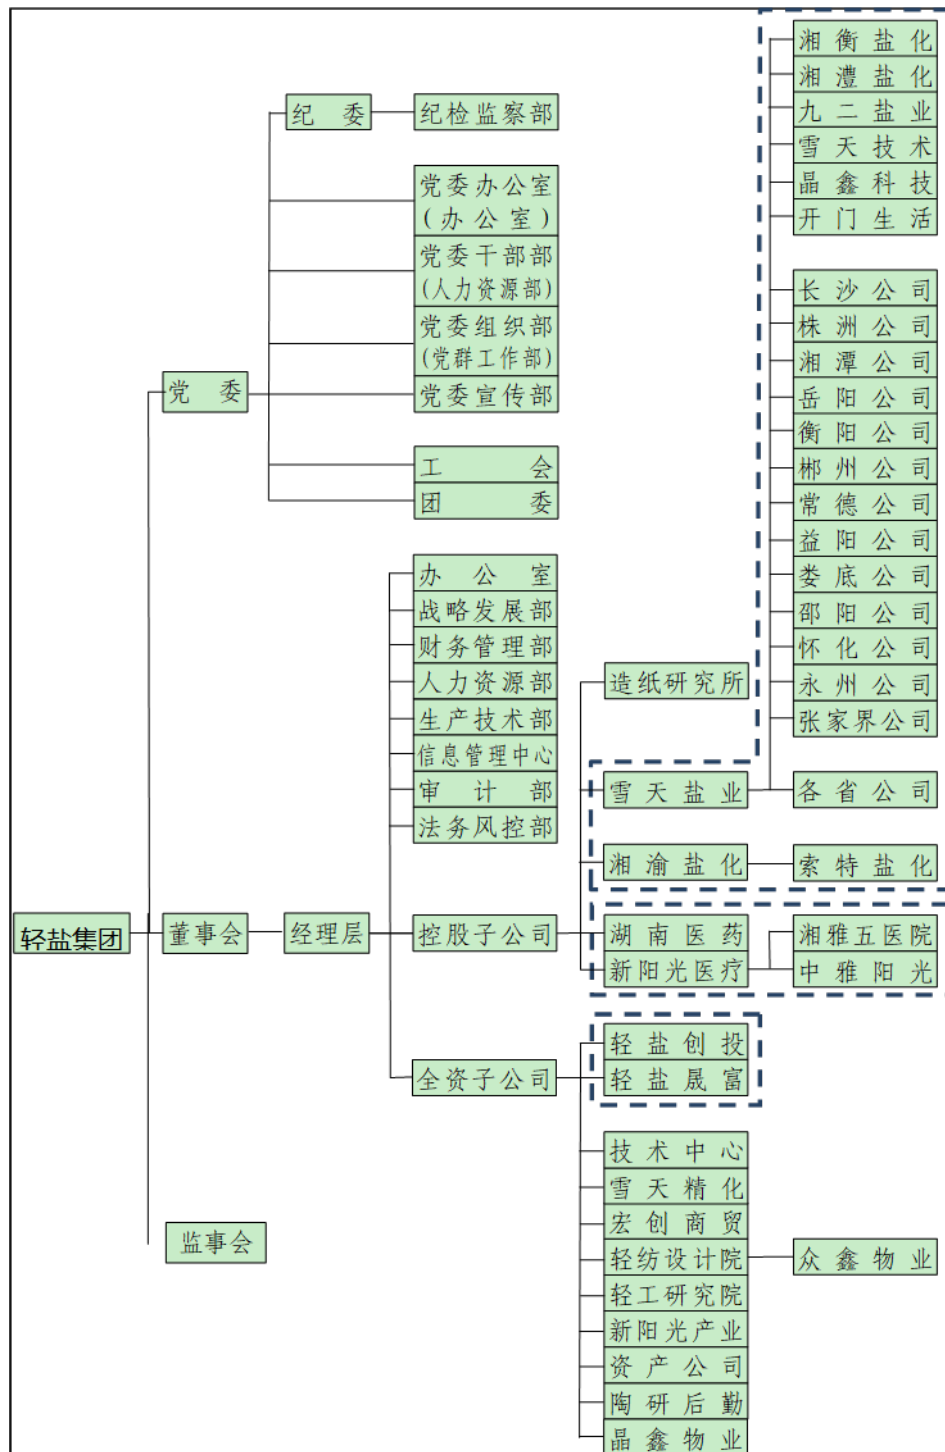 湘衡盐化
湘澧盐化
九二盐业
雪天技术
晶鑫科技
开门生活
纪委
纪检监察部
党委办公室
(办公室)
党委干部部
(人力资源部)
党委组织部
(党群工作部)
党委宣传部
党委
工会
团委
长沙公司
株洲公司
湘潭公司
岳阳公司
衡阳公司
郴州公司
常德公司
益阳公司
娄底公司
邵阳公司
怀化公司
永州公司
张家界公司
办公室
战略发展部
财务管理部
人力资源部
生产技术部
信息管理中心
审计部
法务风控部
造纸研究所
雪天盐业
各省公司
湘渝盐化
索特盐化
轻盐集团
董事会
经理层
控股子公司
湖南医药
新阳光医疗
湘雅五医院
中雅阳光
全资子公司
轻盐创投
轻盐晟富
监事会
技术中心
雪天精化
宏创商贸
轻纺设计院
众鑫物业
轻工研究院
新阳光产业
资产公司
陶研后勤
晶鑫物业